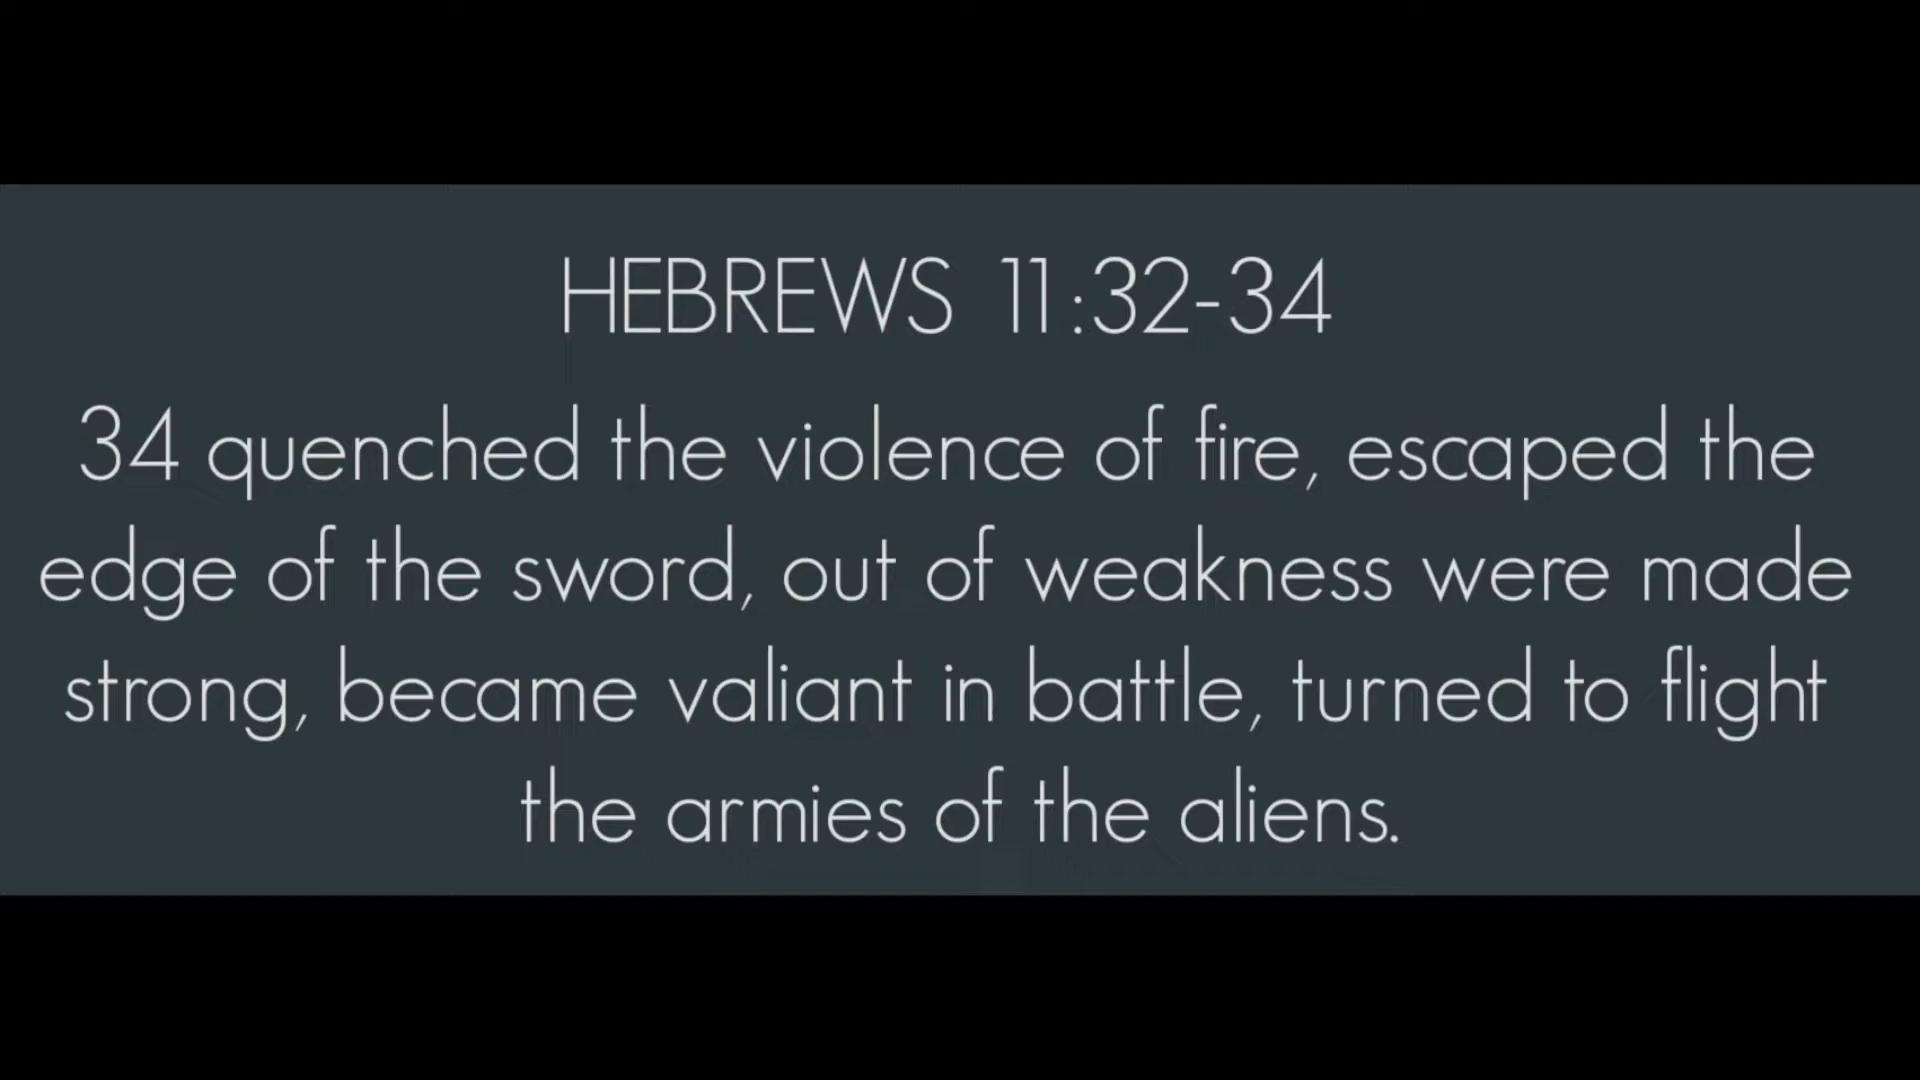 HEBREWS 11:32-34
34 quenched the violence of fire, escaped the
edge of the sword, out of weakness were made
strong, became valiant in battle, turned to flight
the armies of the aliens.